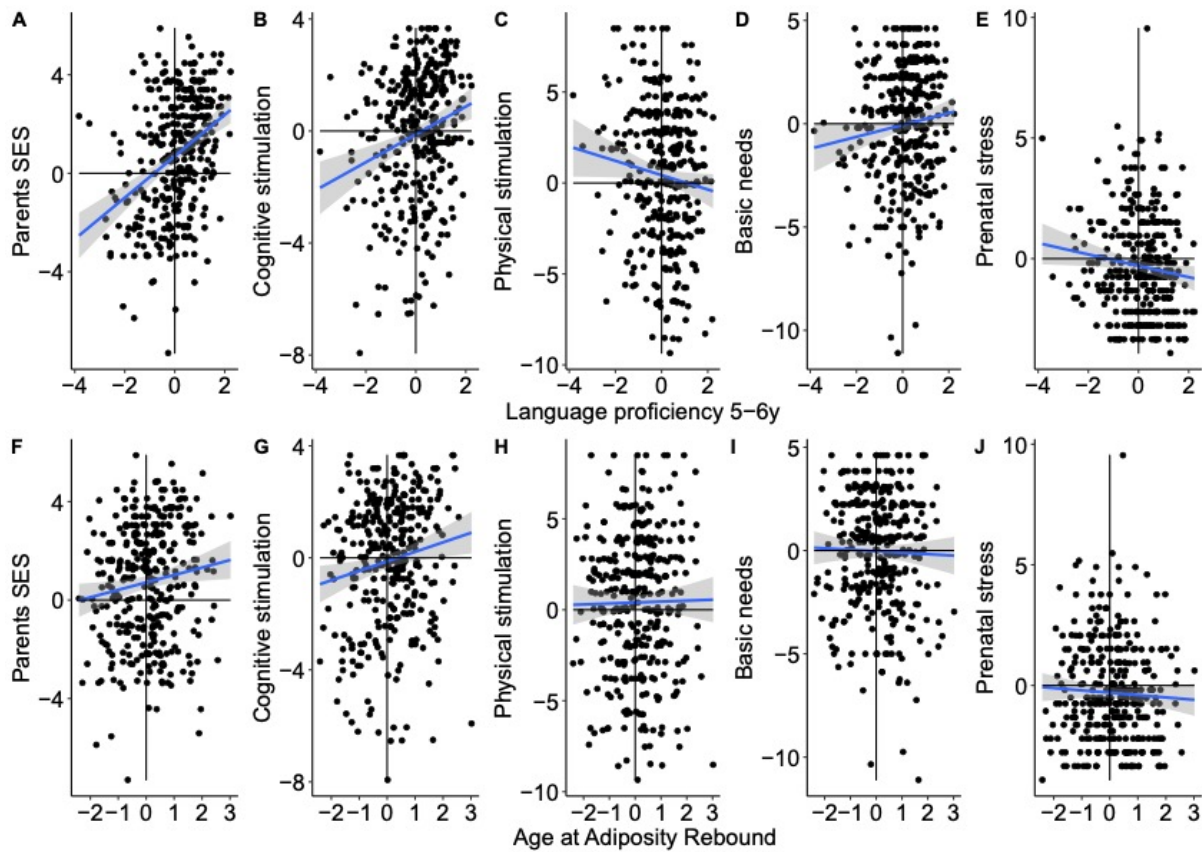 A B C D E
Parents SES
4
0
−4
−4 −2 0 2
Cognitive stimulation
4
0
−4
−8
−4 −2 0 2
Physical stimulation
5
0
−5
−10
−4 −2 0 2
Basic needs
5
0
−5
−10
−4 −2 0 2
Prenatal stress
10
5
0
−4 −2 0 2
Language proficiency 5−6y
F G H I J
Parents SES
4
0
−4
−2 −1 0 1 2 3
Cognitive stimulation
4
0
−4
−8
−2 −1 0 1 2 3
Physical stimulation
5
0
−5
−10
−2 −1 0 1 2 3
Basic needs
5
0
−5
−10
−2 −1 0 1 2 3
Prenatal stress
10
5
0
−2 −1 0 1 2 3
Age at Adiposity Rebound